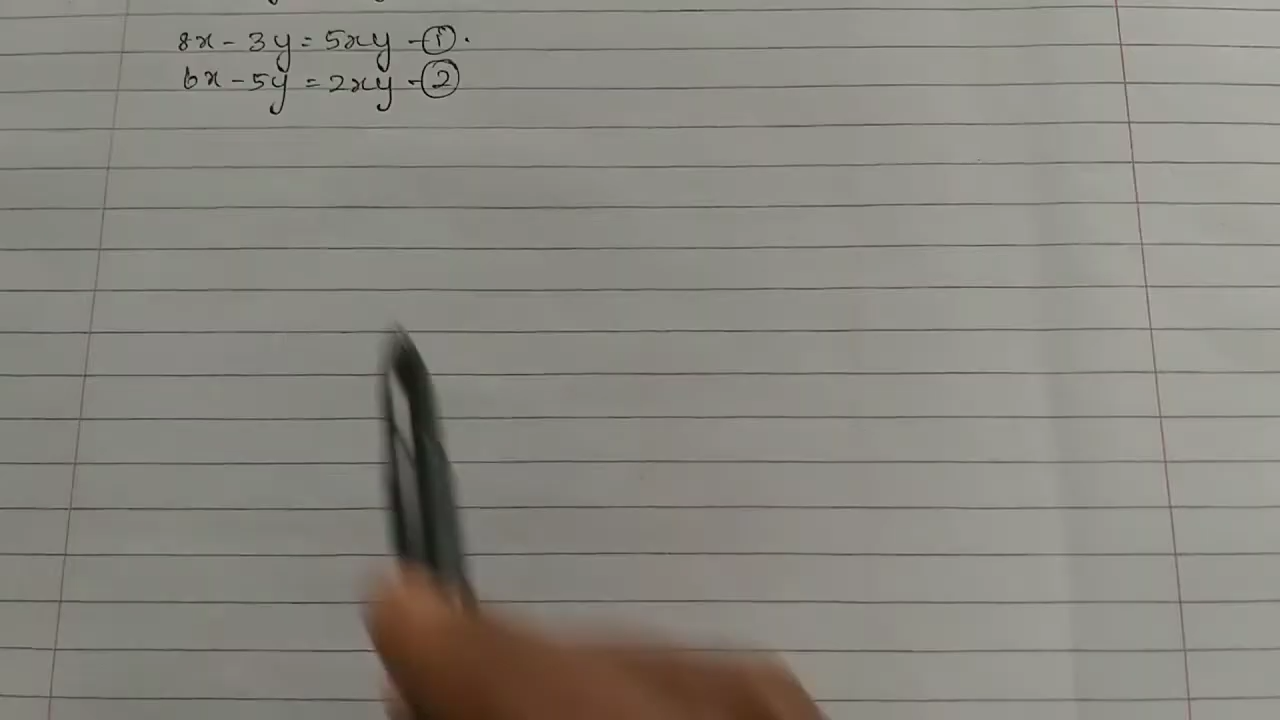 8x - 3y = 5xy - ①.
6x - 5y = 2xy - ②